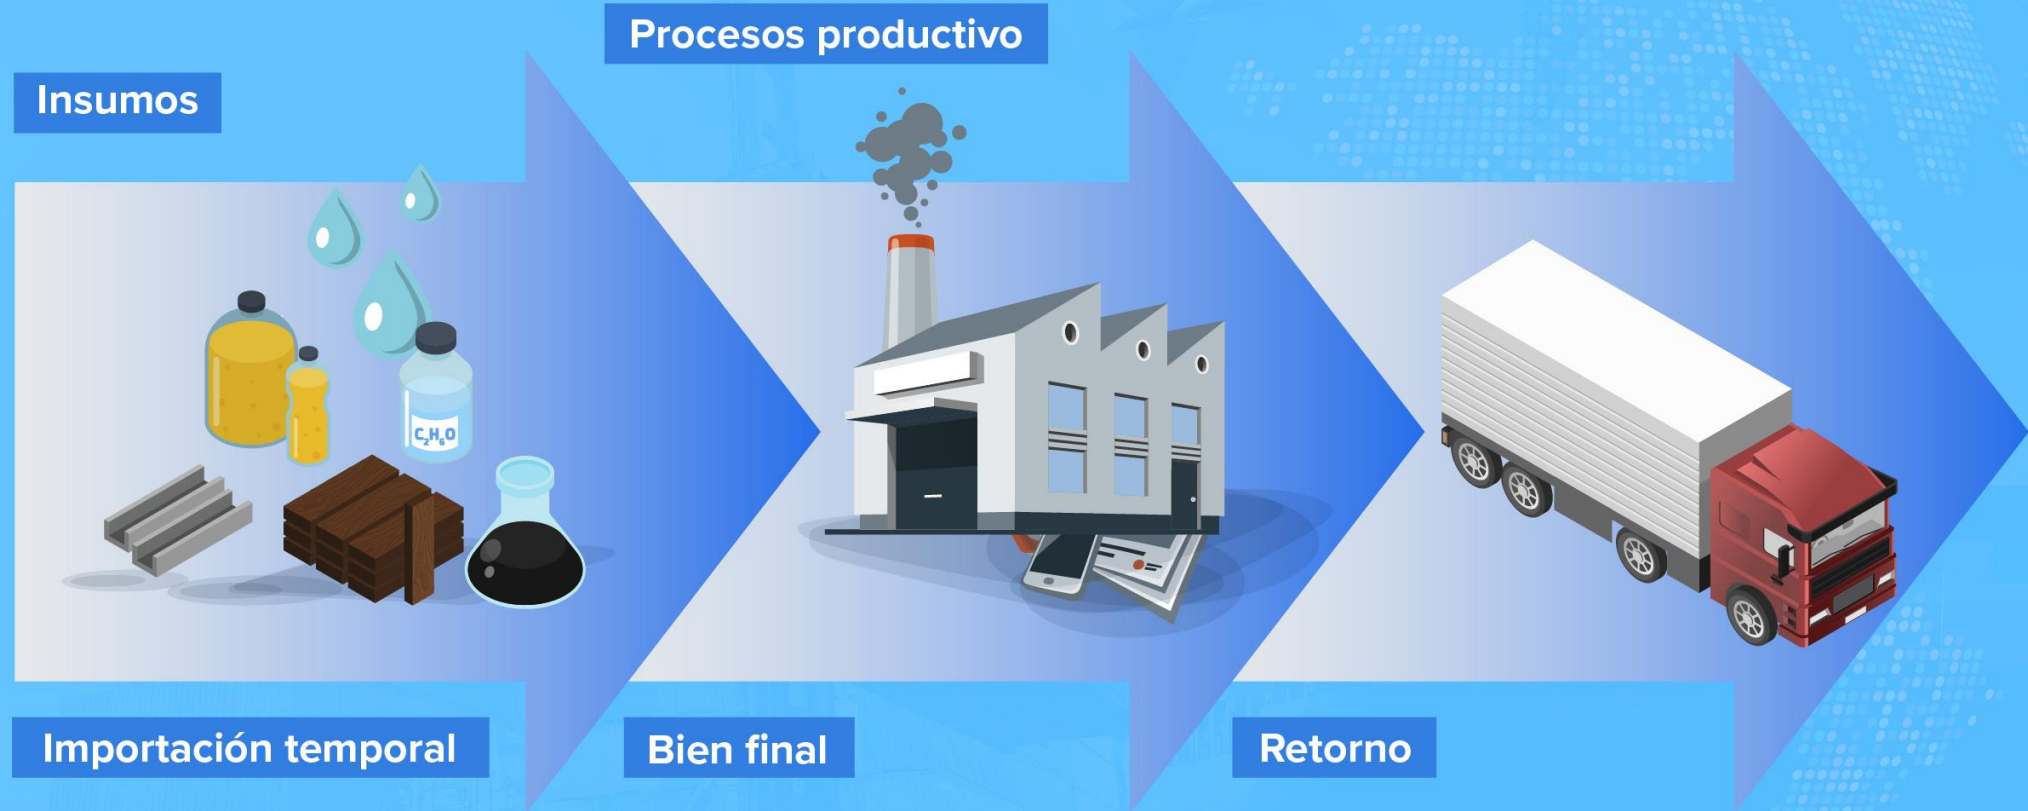 Procesos productivo
Insumos
C₂H₆O
Importación temporal
Bien final
Retorno